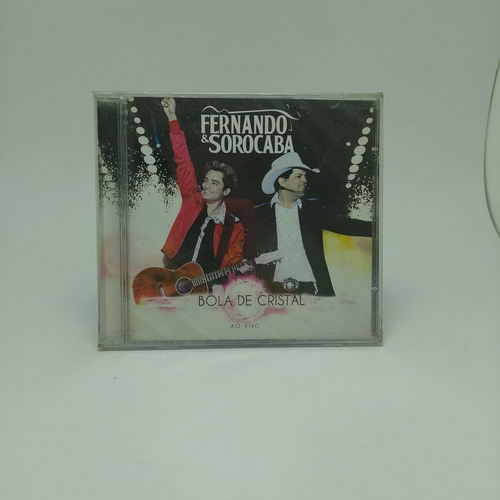 FERNANDO
& SOROCABA
BOLA DE CRISTAL
AO VIVO